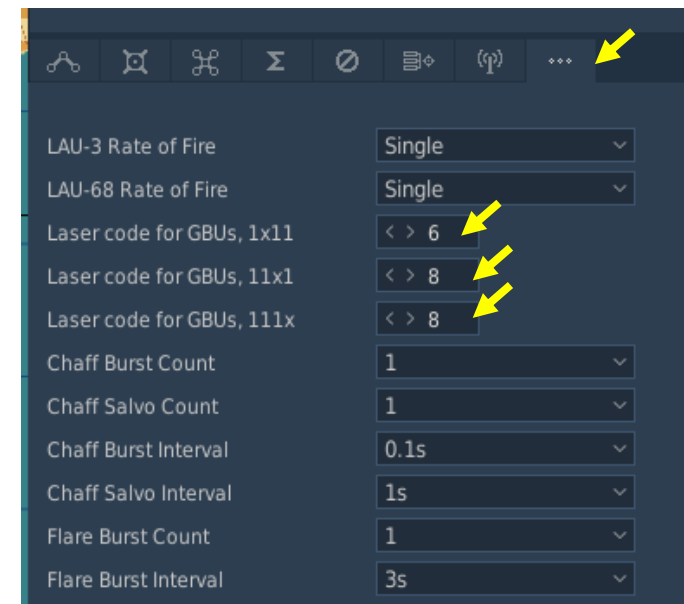 LAU-3 Rate of Fire Single
LAU-68 Rate of Fire Single
Laser code for GBUs, 1x11 < > 6
Laser code for GBUs, 11x1 < > 8
Laser code for GBUs, 111x < > 8
Chaff Burst Count 1
Chaff Salvo Count 1
Chaff Burst Interval 0.1s
Chaff Salvo Interval 1s
Flare Burst Count 1
Flare Burst Interval 3s